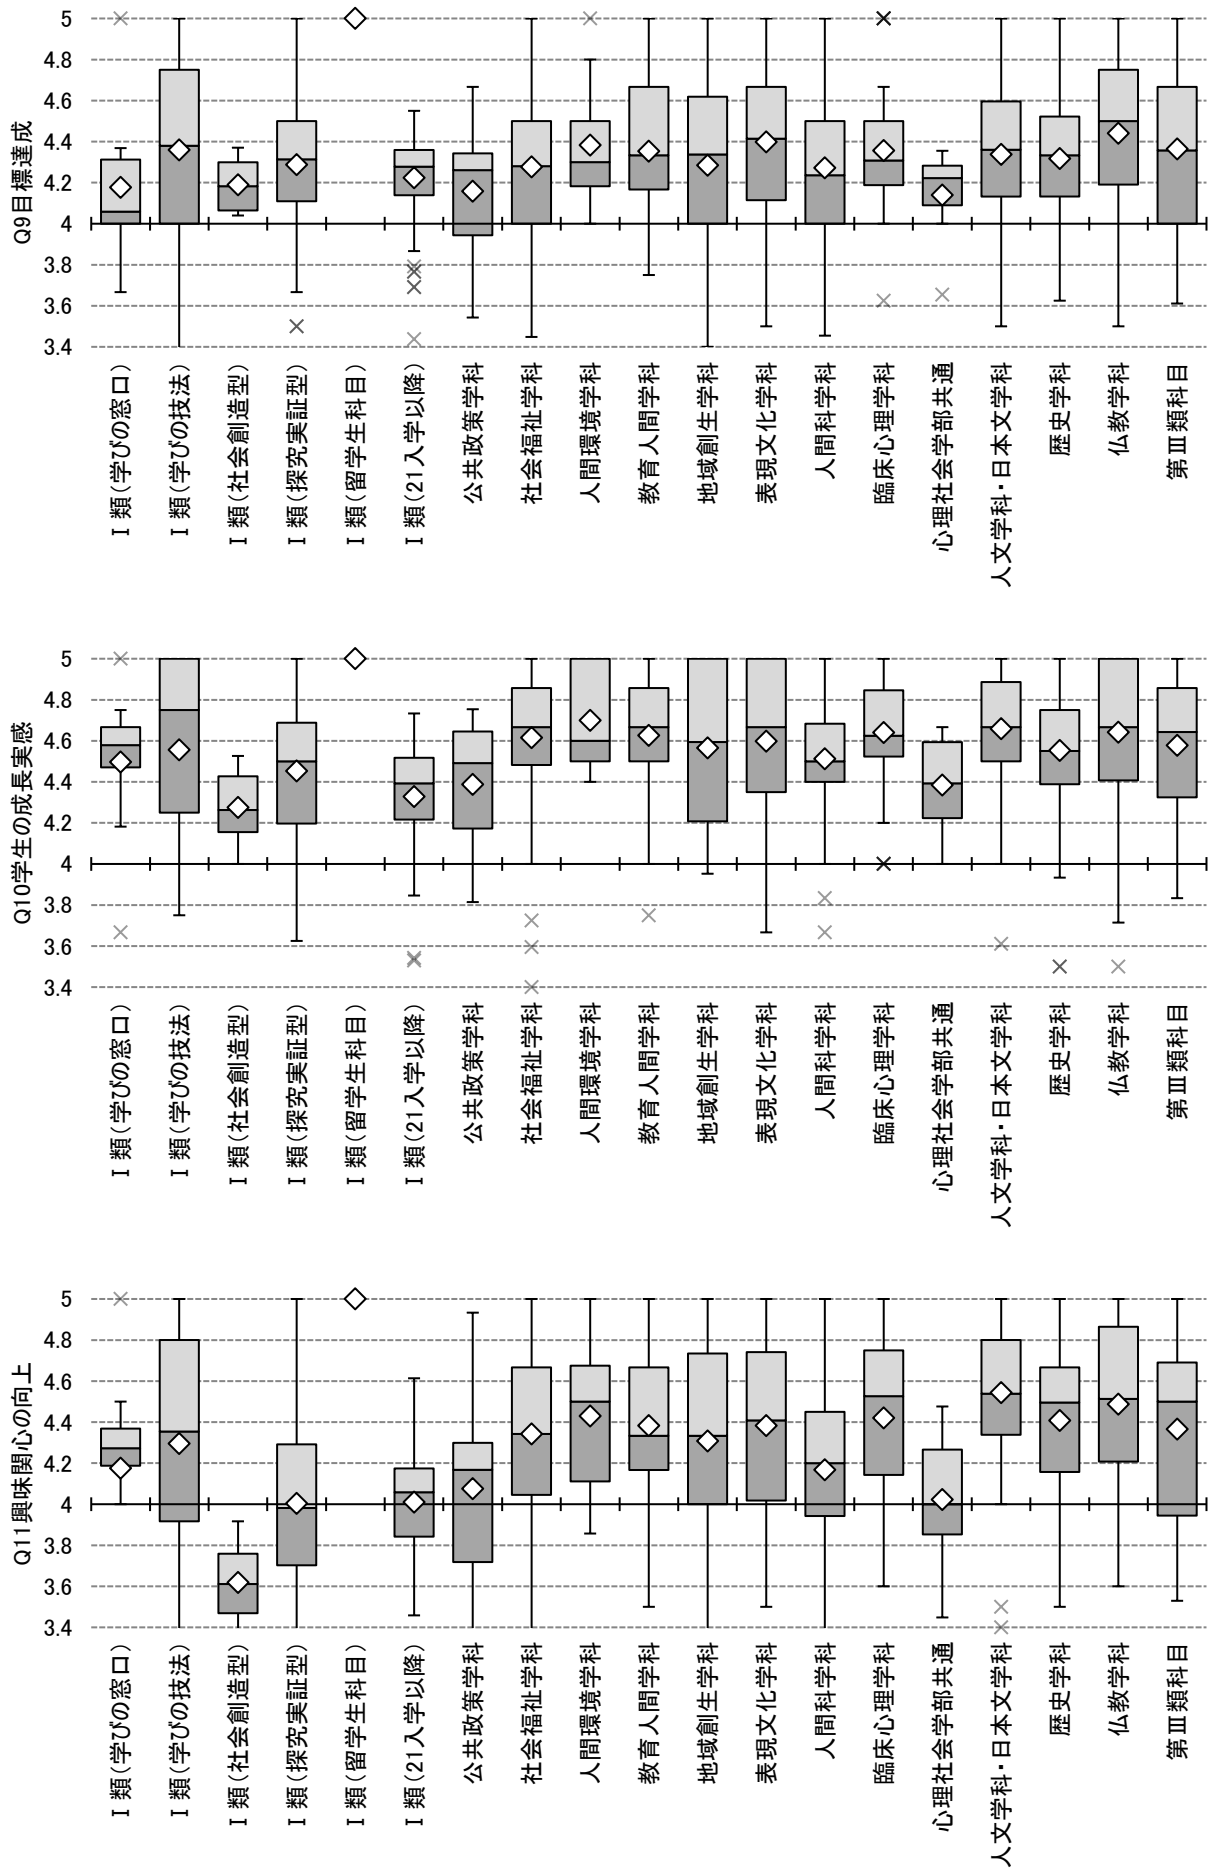 Q9目標達成
5
4.8
4.6
4.4
4.2
4
3.8
3.6
3.4
Ⅰ類(学びの窓口)
Ⅰ類(学びの技法)
Ⅰ類(社会創造型)
Ⅰ類(探究実証型)
Ⅰ類(留学生科目)
Ⅰ類(21入学以降)
公共政策学科
社会福祉学科
人間環境学科
教育人間学科
地域創生学科
表現文化学科
人間科学科
臨床心理学科
心理社会学部共通
人文学科・日本文学科
歴史学科
仏教学科
第Ⅲ類科目
Q10学生の成長実感
5
4.8
4.6
4.4
4.2
4
3.8
3.6
3.4
Ⅰ類(学びの窓口)
Ⅰ類(学びの技法)
Ⅰ類(社会創造型)
Ⅰ類(探究実証型)
Ⅰ類(留学生科目)
Ⅰ類(21入学以降)
公共政策学科
社会福祉学科
人間環境学科
教育人間学科
地域創生学科
表現文化学科
人間科学科
臨床心理学科
心理社会学部共通
人文学科・日本文学科
歴史学科
仏教学科
第Ⅲ類科目
Q11興味関心の向上
5
4.8
4.6
4.4
4.2
4
3.8
3.6
3.4
Ⅰ類(学びの窓口)
Ⅰ類(学びの技法)
Ⅰ類(社会創造型)
Ⅰ類(探究実証型)
Ⅰ類(留学生科目)
Ⅰ類(21入学以降)
公共政策学科
社会福祉学科
人間環境学科
教育人間学科
地域創生学科
表現文化学科
人間科学科
臨床心理学科
心理社会学部共通
人文学科・日本文学科
歴史学科
仏教学科
第Ⅲ類科目